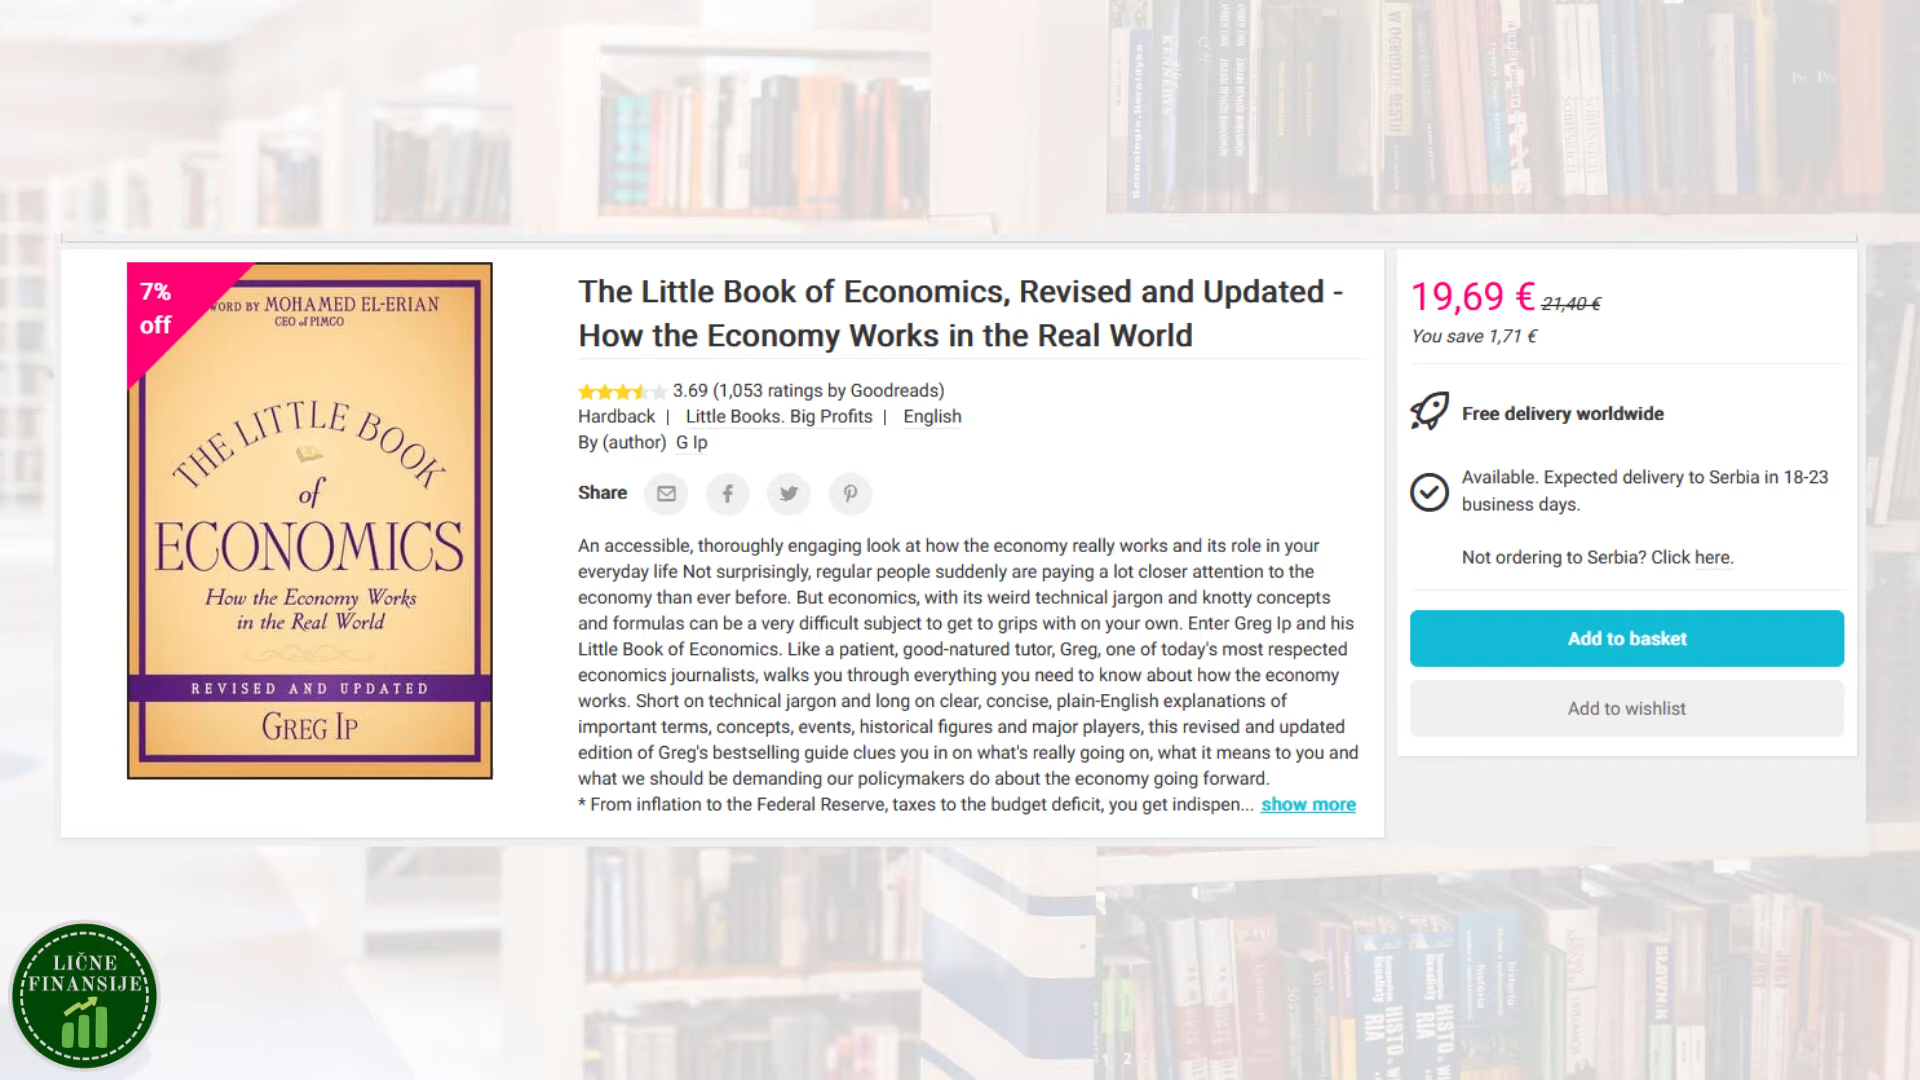 7%
off
WORD BY MOHAMED EL-ERIAN
CEO of PIMCO
THE LITTLE BOOK
of
ECONOMICS
How the Economy Works
in the Real World
REVISED AND UPDATED
GREG IP
The Little Book of Economics, Revised and Updated -
How the Economy Works in the Real World
3.69 (1,053 ratings by Goodreads)
Hardback | Little Books. Big Profits | English
By (author) G Ip
Share
An accessible, thoroughly engaging look at how the economy really works and its role in your
everyday life Not surprisingly, regular people suddenly are paying a lot closer attention to the
economy than ever before. But economics, with its weird technical jargon and knotty concepts
and formulas can be a very difficult subject to get to grips with on your own. Enter Greg Ip and his
Little Book of Economics. Like a patient, good-natured tutor, Greg, one of today's most respected
economics journalists, walks you through everything you need to know about how the economy
works. Short on technical jargon and long on clear, concise, plain-English explanations of
important terms, concepts, events, historical figures and major players, this revised and updated
edition of Greg's bestselling guide clues you in on what's really going on, what it means to you and
what we should be demanding our policymakers do about the economy going forward.
* From inflation to the Federal Reserve, taxes to the budget deficit, you get indispen... show more
19,69 € 21,40 €
You save 1,71 €
Free delivery worldwide
Available. Expected delivery to Serbia in 18-23
business days.
Not ordering to Serbia? Click here.
Add to basket
Add to wishlist
LIČNE
FINANSIJE
KENNEDYS
Genealogia, Heraldyka
SLOWNIK
historia
historia